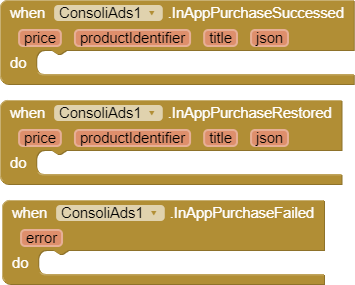 when ConsoliAds1 .InAppPurchaseSuccessed
price productIdentifier title json
do
when ConsoliAds1 .InAppPurchaseRestored
price productIdentifier title json
do
when ConsoliAds1 .InAppPurchaseFailed
error
do